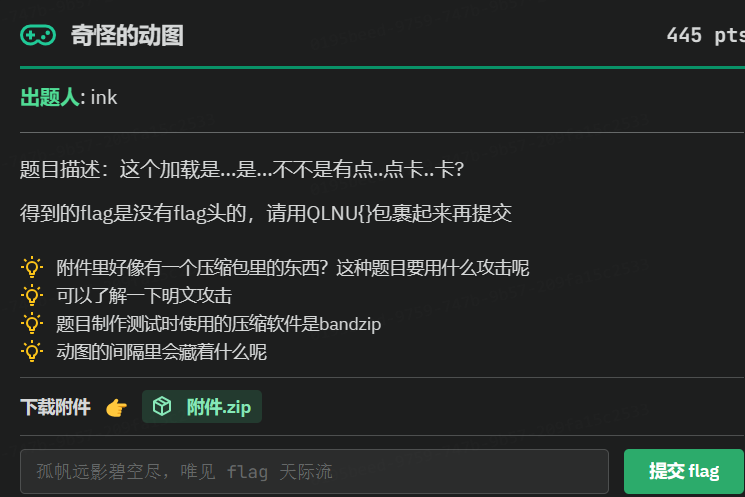 奇怪的动图
445 pts
出题人: ink
题目描述：这个加载是...是...不不是有点..点卡..卡?
得到的flag是没有flag头的，请用QLNU{}包裹起来再提交
附件里好像有一个压缩包里的东西？这种题目要用什么攻击呢
可以了解一下明文攻击
题目制作测试时使用的压缩软件是bandzip
动图的间隔里会藏着什么呢
下载附件 👉 附件.zip
孤帆远影碧空尽，唯见 flag 天际流
提交 flag